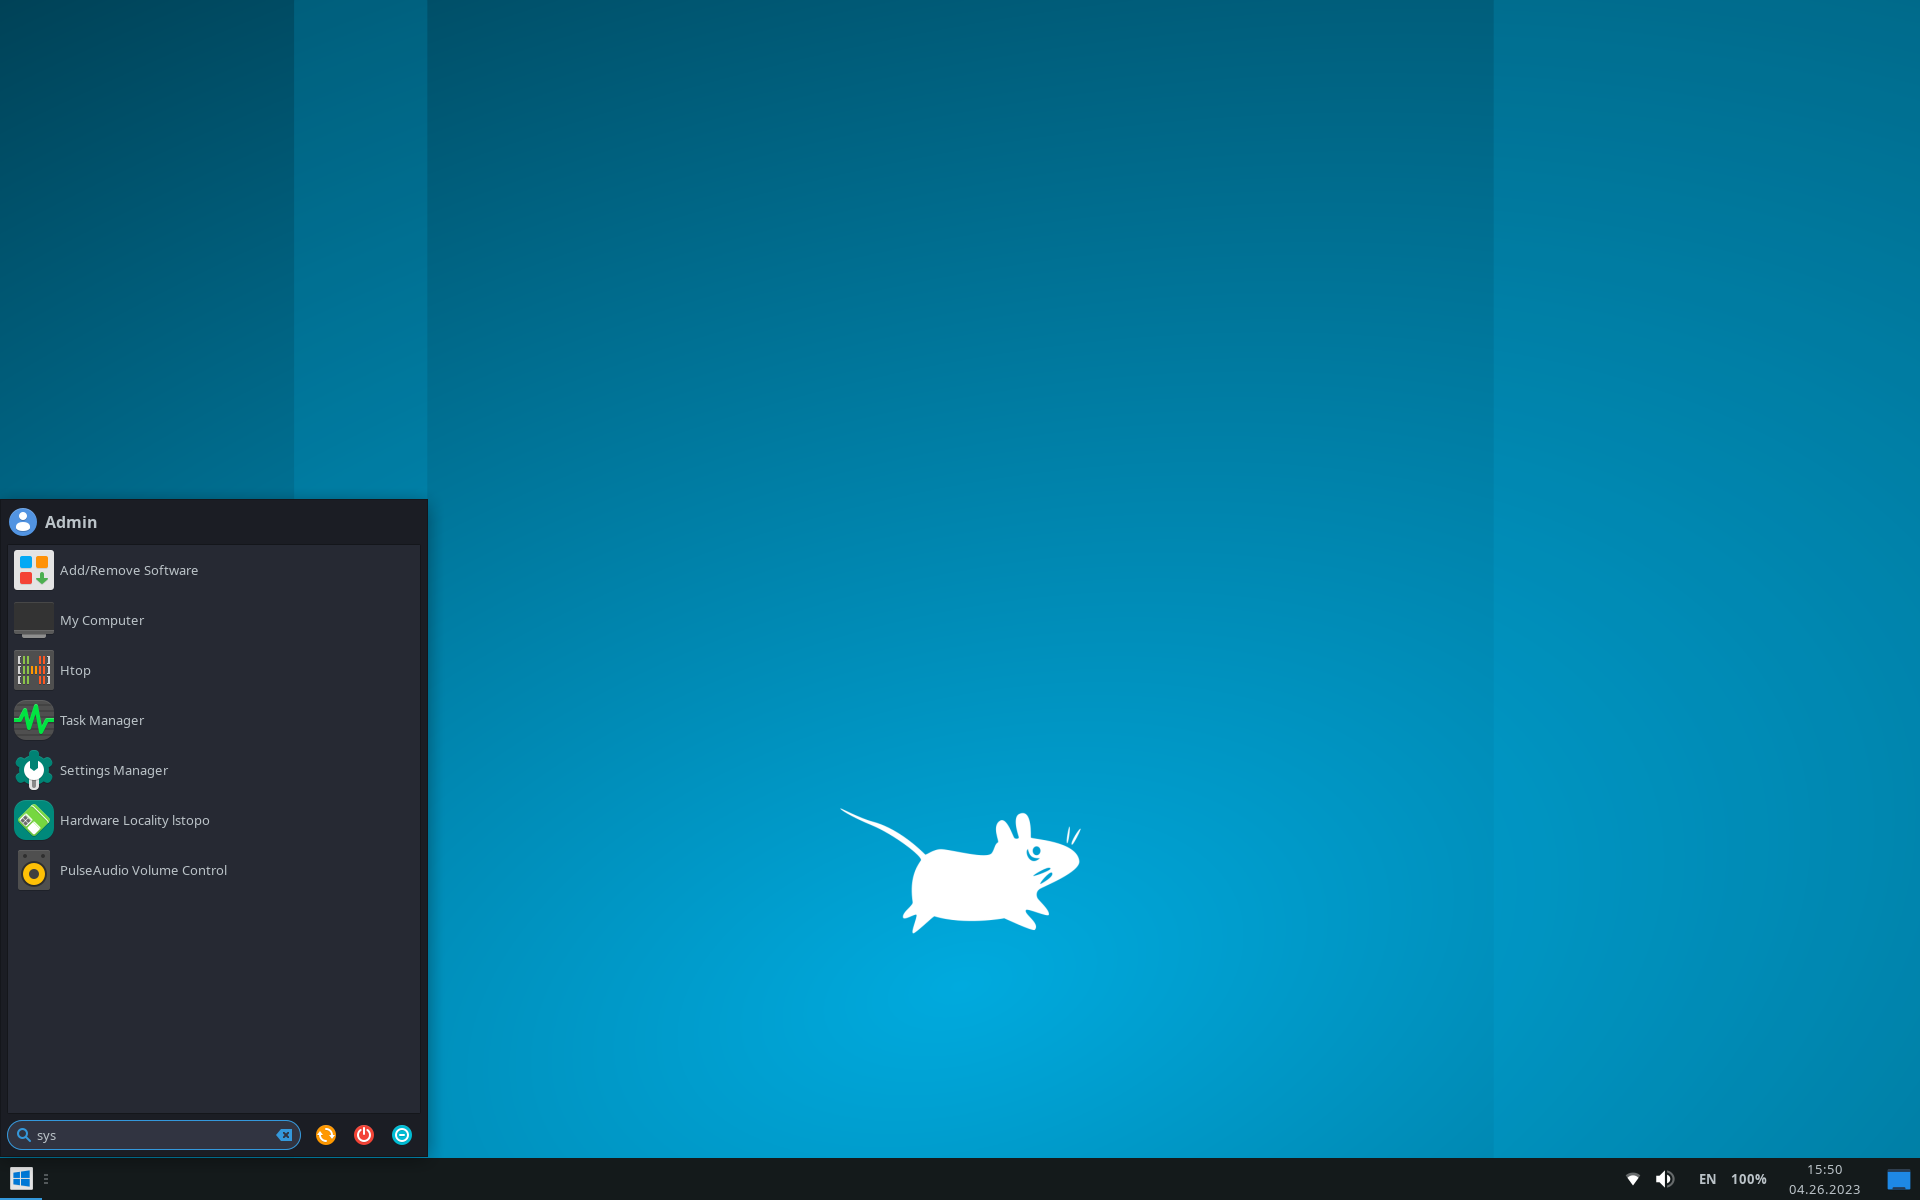 Admin
Add/Remove Software
My Computer
Htop
Task Manager
Settings Manager
Hardware Locality lstopo
PulseAudio Volume Control
sys
EN 100% 15:50
04.26.2023